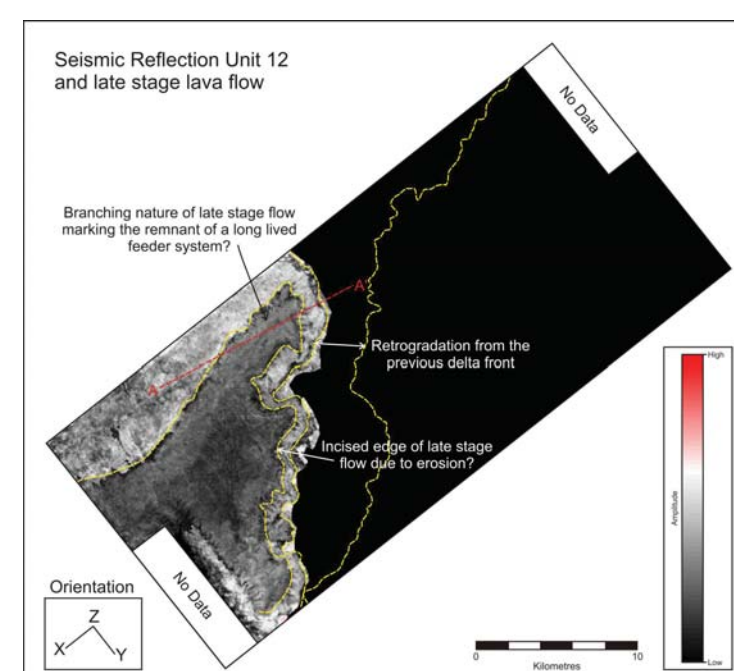 Seismic Reflection Unit 12
and late stage lava flow
No Data
Branching nature of late stage flow
marking the remnant of a long lived
feeder system?
A'
Retrogradation from the
previous delta front
High
A
Incised edge of late stage
flow due to erosion?
Amplitude
No Data
Orientation
Z
X
Y
0
10
Kilometres
Low